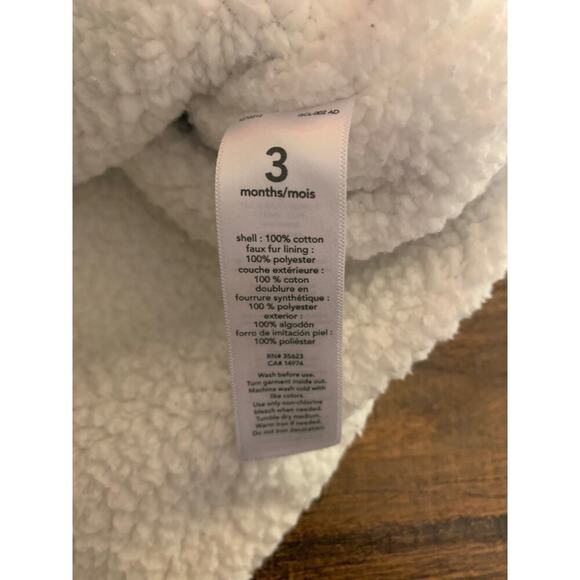 3
months/mois
shell : 100% cotton
faux fur lining :
100% polyester
couche extérieure :
100 % coton
doublure en
fourrure synthétique :
100 % polyester
exterior :
100% algodón
forro de imitación piel :
100% poliéster
RN# 35623
CA# 14974
Wash before use.
Turn garment inside out.
Machine wash cold with
like colors.
Use only non-chlorine
bleach when needed.
Tumble dry medium.
Warm iron if needed.
Do not iron decoration.